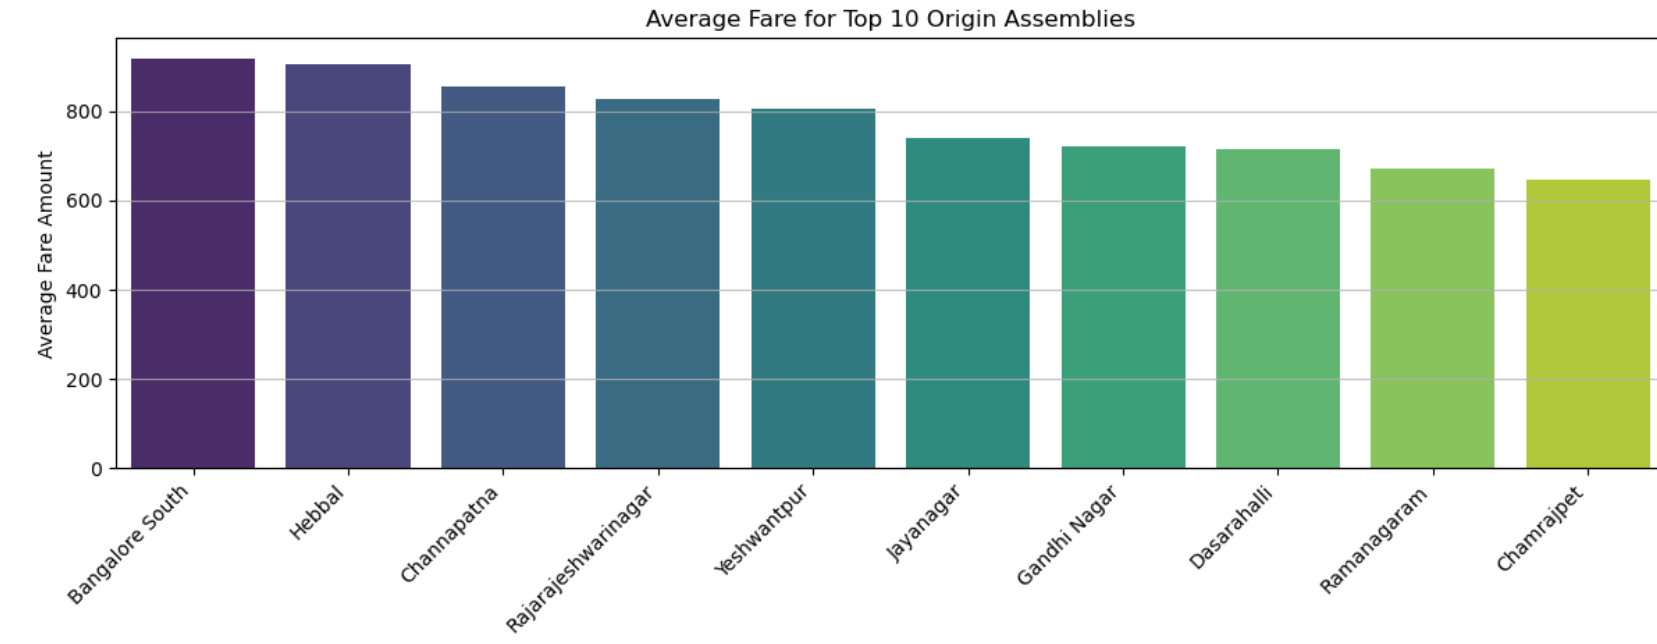 Average Fare for Top 10 Origin Assemblies
Average Fare Amount
800
600
400
200
0
Bangalore South
Hebbal
Channapatna
Rajarajeshwarinagar
Yeshwantpur
Jayanagar
Gandhi Nagar
Dasarahalli
Ramanagaram
Chamrajpet